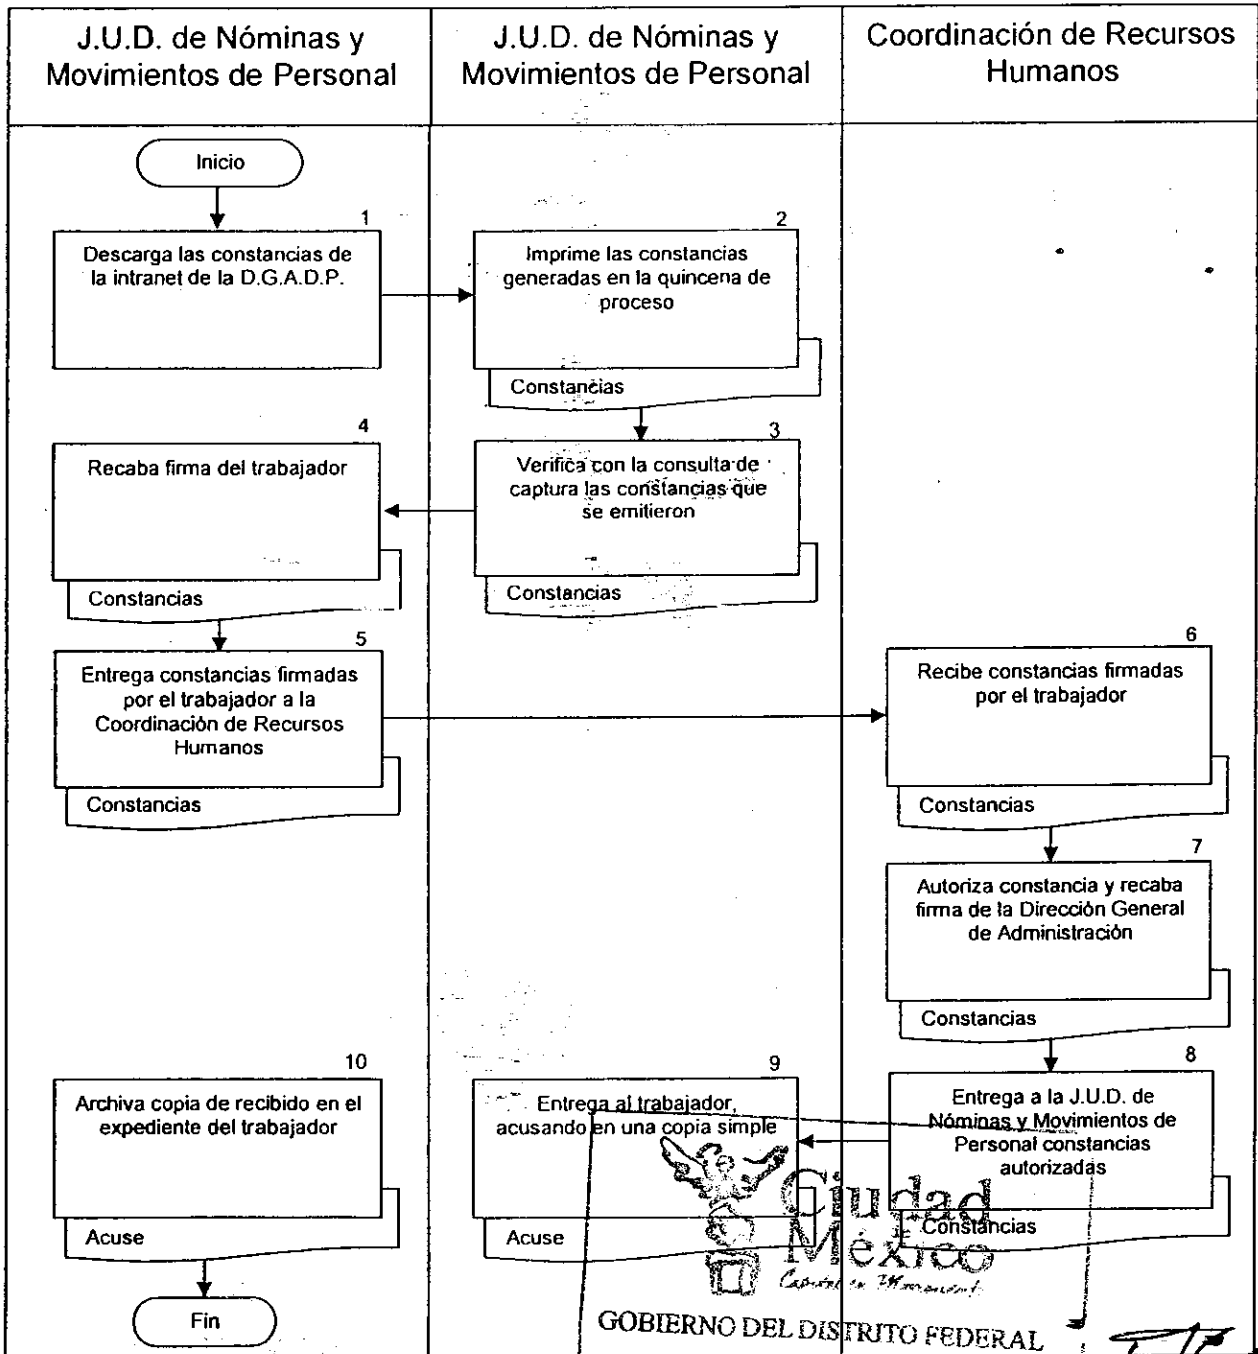 J.U.D. de Nóminas y
Movimientos de Personal
J.U.D. de Nóminas y
Movimientos de Personal
Coordinación de Recursos
Humanos
Inicio
1
Descarga las constancias de
la intranet de la D.G.A.D.P.
2
Imprime las constancias
generadas en la quincena de
proceso
Constancias
3
Verifica con la consulta de
captura las constancias que
se emitieron
Constancias
4
Recaba firma del trabajador
Constancias
5
Entrega constancias firmadas
por el trabajador a la
Coordinación de Recursos
Humanos
Constancias
6
Recibe constancias firmadas
por el trabajador
Constancias
7
Autoriza constancia y recaba
firma de la Dirección General
de Administración
Constancias
8
Entrega a la J.U.D. de
Nóminas y Movimientos de
Personal constancias
autorizadas
Constancias
9
Entrega al trabajador,
acusando en una copia simple
Acuse
10
Archiva copia de recibido en el
expediente del trabajador
Acuse
Fin
Ciudad
México
Capital en Movimiento
GOBIERNO DEL DISTRITO FEDERAL